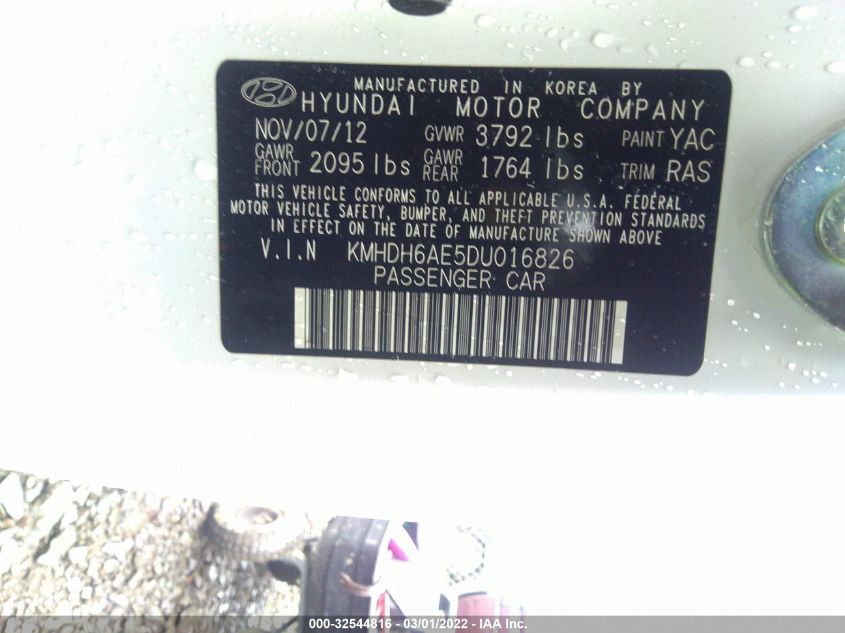 MANUFACTURED IN KOREA BY
HYUNDAI MOTOR COMPANY
NOV/07/12 GVWR 3792 lbs PAINT YAC
GAWR FRONT 2095 lbs GAWR REAR 1764 lbs TRIM RAS
THIS VEHICLE CONFORMS TO ALL APPLICABLE U.S.A. FEDERAL
MOTOR VEHICLE SAFETY, BUMPER, AND THEFT PREVENTION STANDARDS
IN EFFECT ON THE DATE OF MANUFACTURE SHOWN ABOVE
V.I.N KMHDH6AE5DU016826
PASSENGER CAR
000-32544816 - 03/01/2022 - IAA Inc.